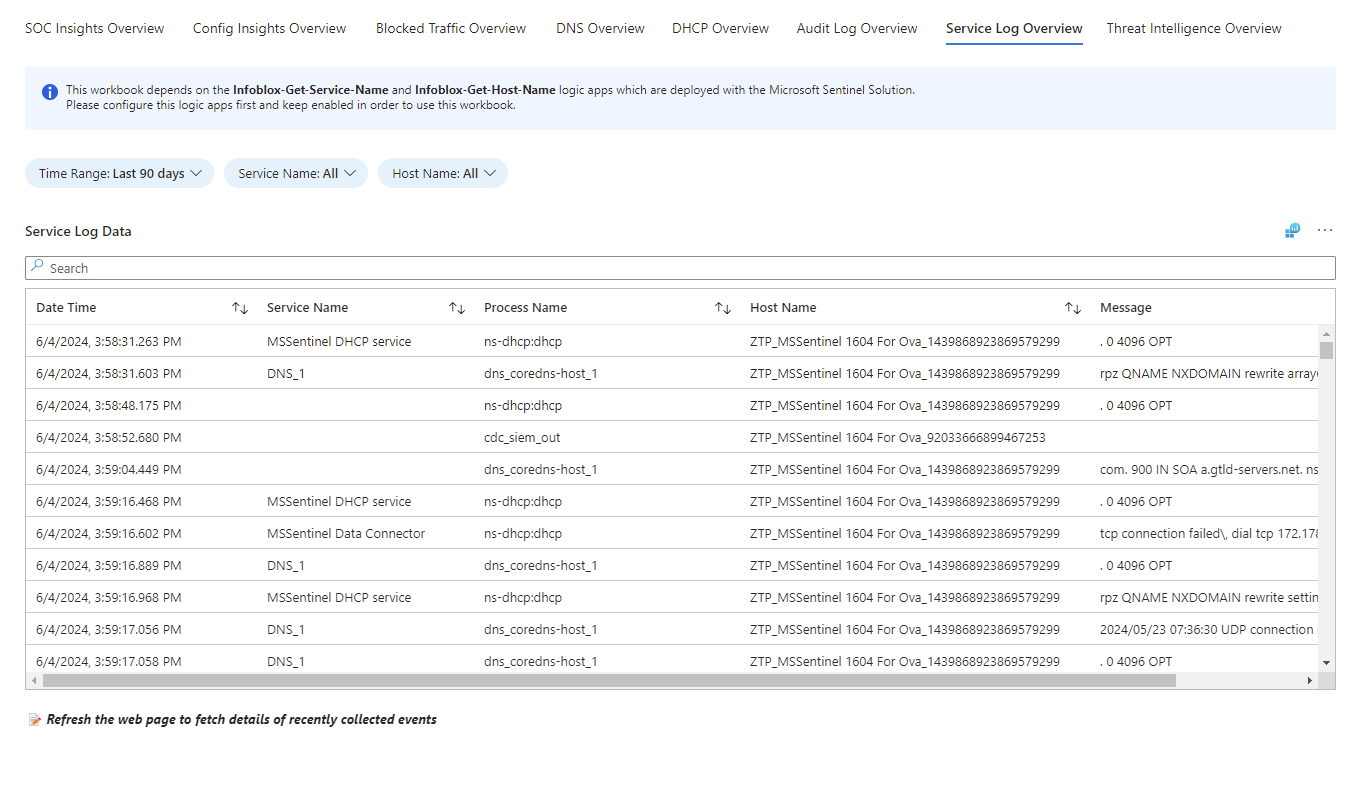 SOC Insights Overview Config Insights Overview Blocked Traffic Overview DNS Overview DHCP Overview Audit Log Overview Service Log Overview Threat Intelligence Overview
This workbook depends on the Infoblox-Get-Service-Name and Infoblox-Get-Host-Name logic apps which are deployed with the Microsoft Sentinel Solution.
Please configure this logic apps first and keep enabled in order to use this workbook.
Time Range: Last 90 days Service Name: All Host Name: All
Service Log Data
Search
Date Time Service Name Process Name Host Name Message
6/4/2024, 3:58:31.263 PM MSSentinel DHCP service ns-dhcp:dhcp ZTP_MSSentinel 1604 For Ova_1439868923869579299 . 0 4096 OPT
6/4/2024, 3:58:31.603 PM DNS_1 dns_coredns-host_1 ZTP_MSSentinel 1604 For Ova_1439868923869579299 rpz QNAME NXDOMAIN rewrite array
6/4/2024, 3:58:48.175 PM ns-dhcp:dhcp ZTP_MSSentinel 1604 For Ova_1439868923869579299 . 0 4096 OPT
6/4/2024, 3:58:52.680 PM cdc_siem_out ZTP_MSSentinel 1604 For Ova_92033666899467253
6/4/2024, 3:59:04.449 PM dns_coredns-host_1 ZTP_MSSentinel 1604 For Ova_1439868923869579299 com. 900 IN SOA a.gtld-servers.net. ns
6/4/2024, 3:59:16.468 PM MSSentinel DHCP service ns-dhcp:dhcp ZTP_MSSentinel 1604 For Ova_1439868923869579299 . 0 4096 OPT
6/4/2024, 3:59:16.602 PM MSSentinel Data Connector ns-dhcp:dhcp ZTP_MSSentinel 1604 For Ova_1439868923869579299 tcp connection failed\, dial tcp 172.178
6/4/2024, 3:59:16.889 PM DNS_1 dns_coredns-host_1 ZTP_MSSentinel 1604 For Ova_1439868923869579299 . 0 4096 OPT
6/4/2024, 3:59:16.968 PM MSSentinel DHCP service ns-dhcp:dhcp ZTP_MSSentinel 1604 For Ova_1439868923869579299 rpz QNAME NXDOMAIN rewrite settin
6/4/2024, 3:59:17.056 PM DNS_1 dns_coredns-host_1 ZTP_MSSentinel 1604 For Ova_1439868923869579299 2024/05/23 07:36:30 UDP connection
6/4/2024, 3:59:17.058 PM DNS_1 dns_coredns-host_1 ZTP_MSSentinel 1604 For Ova_1439868923869579299 . 0 4096 OPT
Refresh the web page to fetch details of recently collected events